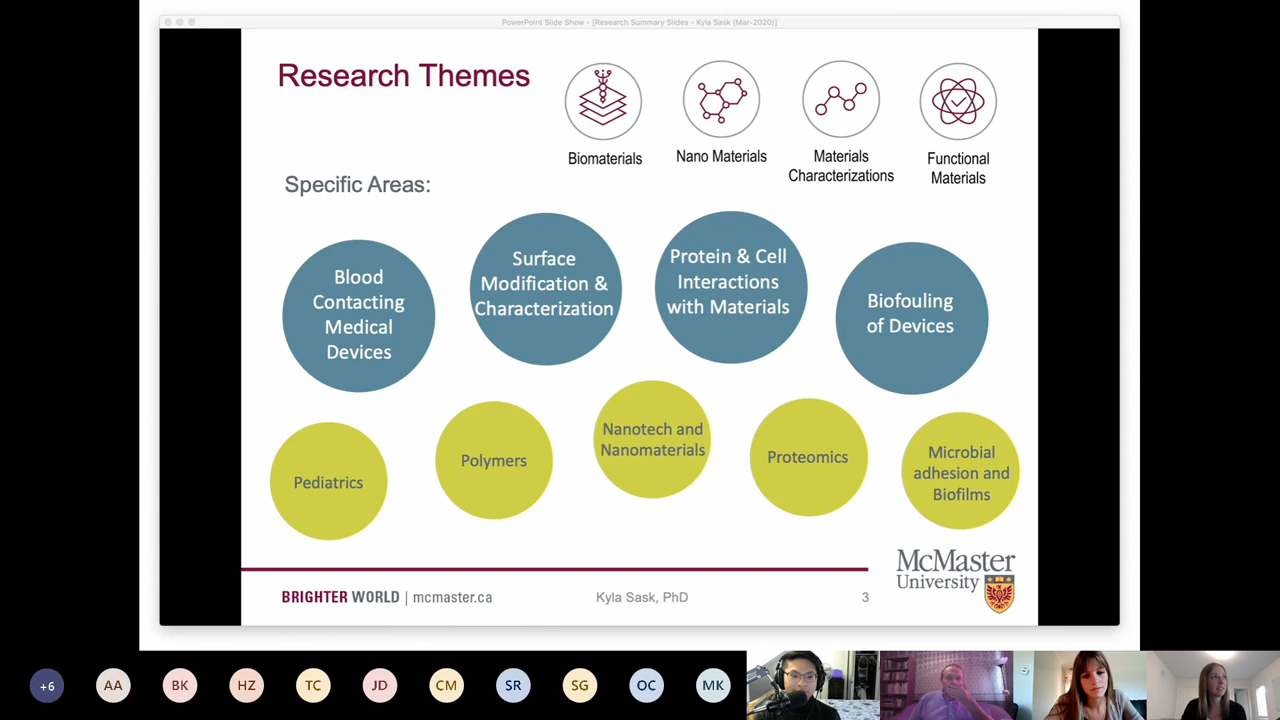 PowerPoint Slide Show - [Research Summary Slides - Kyla Sask (Mar-2020)]
Research Themes
Biomaterials
Nano Materials
Materials
Characterizations
Functional
Materials
Specific Areas:
Blood
Contacting
Medical
Devices
Surface
Modification &
Characterization
Protein & Cell
Interactions
with Materials
Biofouling
of Devices
Pediatrics
Polymers
Nanotech and
Nanomaterials
Proteomics
Microbial
adhesion and
Biofilms
BRIGHTER WORLD | mcmaster.ca
Kyla Sask, PhD
3
McMaster
University
+6
AA
BK
HZ
TC
JD
CM
SR
SG
OC
MK